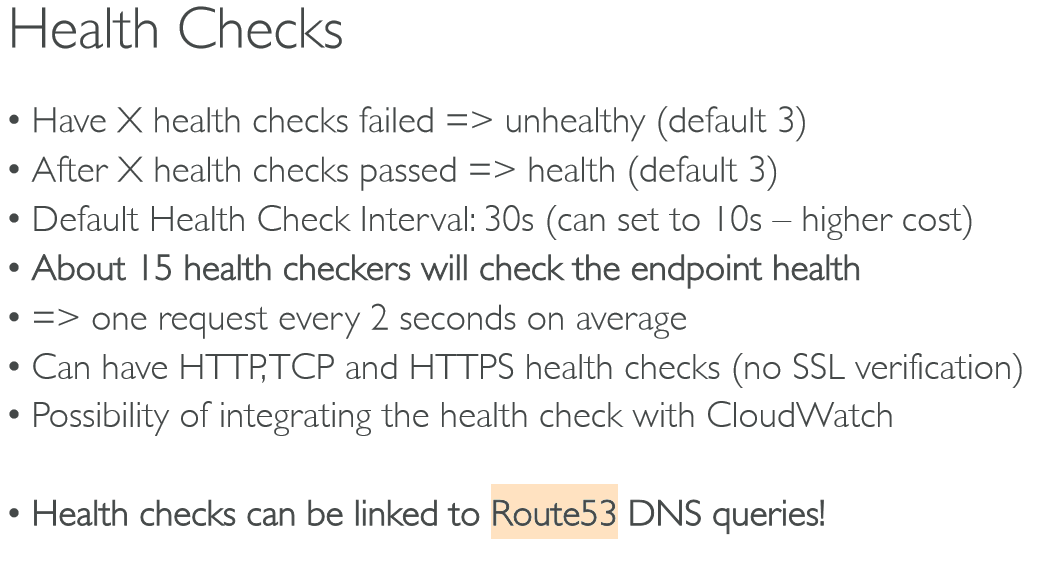 Health Checks
• Have X health checks failed => unhealthy (default 3)
• After X health checks passed => health (default 3)
• Default Health Check Interval: 30s (can set to 10s – higher cost)
• About 15 health checkers will check the endpoint health
• => one request every 2 seconds on average
• Can have HTTP, TCP and HTTPS health checks (no SSL verification)
• Possibility of integrating the health check with CloudWatch
• Health checks can be linked to Route53 DNS queries!